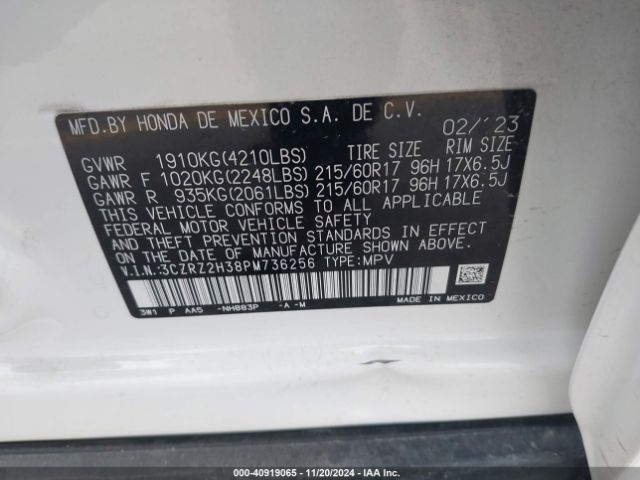 MFD.BY HONDA DE MEXICO S.A. DE C.V. 02/'23
GVWR 1910KG(4210LBS) TIRE SIZE RIM SIZE
GAWR F 1020KG(2248LBS) 215/60R17 96H 17X6.5J
GAWR R 935KG(2061LBS) 215/60R17 96H 17X6.5J
THIS VEHICLE CONFORMS TO ALL APPLICABLE
FEDERAL MOTOR VEHICLE SAFETY
AND THEFT PREVENTION STANDARDS IN EFFECT
ON THE DATE OF MANUFACTURE SHOWN ABOVE.
V.I.N.:3CZRZ2H38PM736256 TYPE:MPV
3W1 P AA5 -NH883P -A -M MADE IN MEXICO
000-40919065 - 11/20/2024 - IAA Inc.